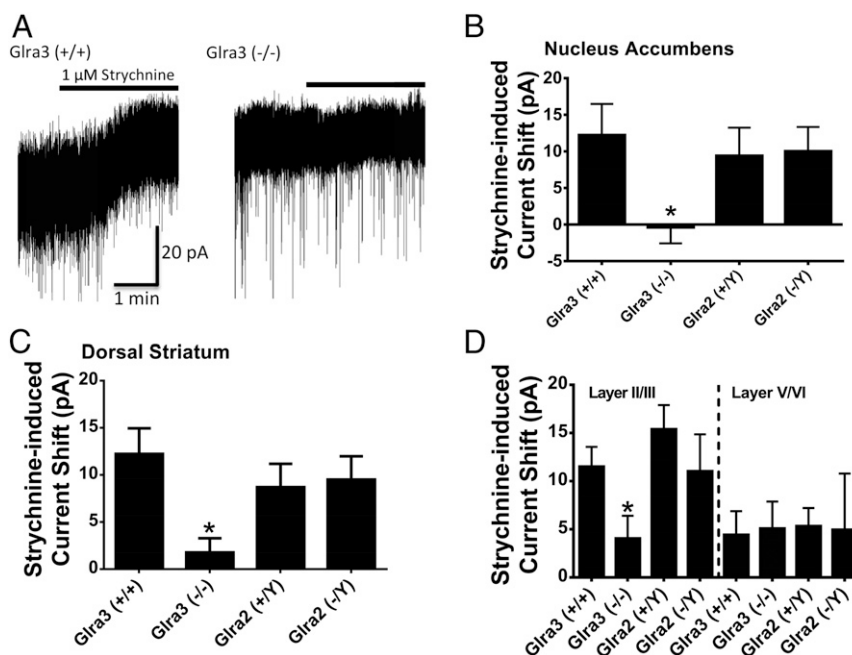 A
Glra3 (+/+)
Glra3 (-/-)
1 µM Strychnine
20 pA
1 min
B
Nucleus Accumbens
Strychnine-induced
Current Shift (pA)
20
15
10
5
0
-5
Glra3 (+/+)
Glra3 (-/-)
Glra2 (+/Y)
Glra2 (-/Y)
*
C
Dorsal Striatum
Strychnine-induced
Current Shift (pA)
20
15
10
5
0
Glra3 (+/+)
Glra3 (-/-)
Glra2 (+/Y)
Glra2 (-/Y)
*
D
Layer II/III
Layer V/VI
Strychnine-induced
Current Shift (pA)
20
15
10
5
0
Glra3 (+/+)
Glra3 (-/-)
Glra2 (+/Y)
Glra2 (-/Y)
Glra3 (+/+)
Glra3 (-/-)
Glra2 (+/Y)
Glra2 (-/Y)
*